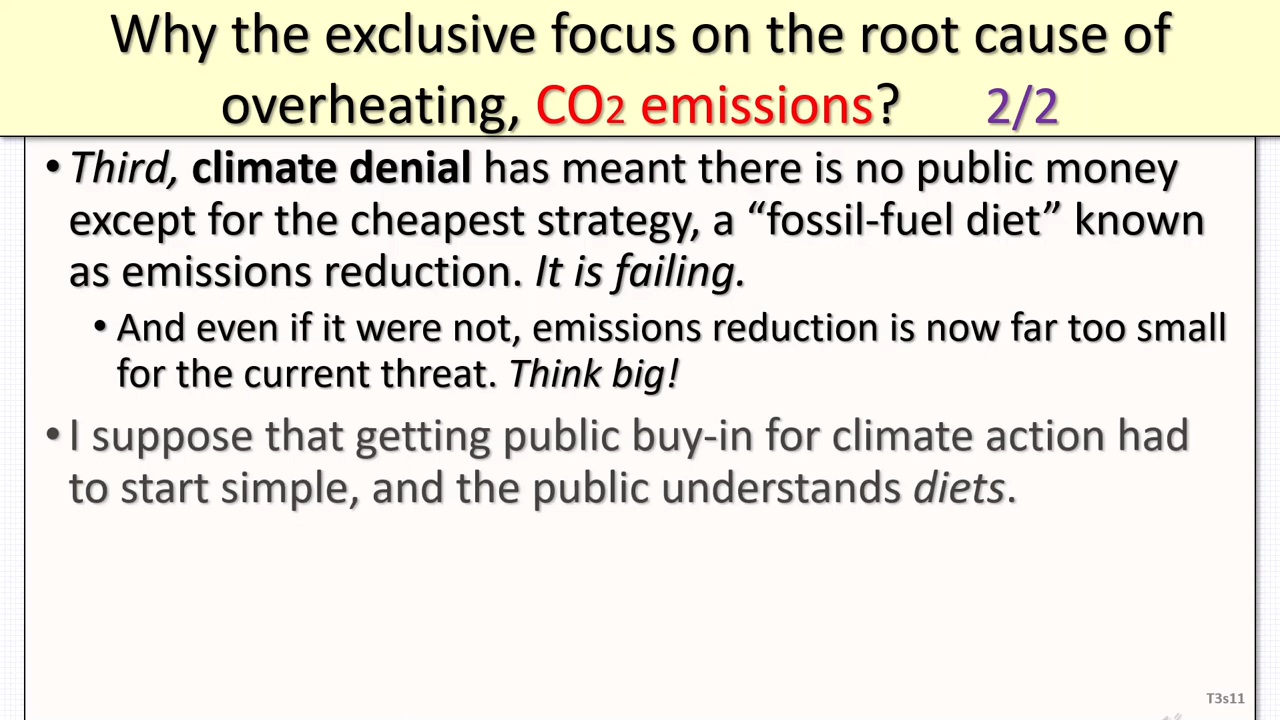 Why the exclusive focus on the root cause of
overheating, CO2 emissions? 2/2
• Third, climate denial has meant there is no public money
except for the cheapest strategy, a “fossil-fuel diet” known
as emissions reduction. It is failing.
• And even if it were not, emissions reduction is now far too small
for the current threat. Think big!
• I suppose that getting public buy-in for climate action had
to start simple, and the public understands diets.
T3s11